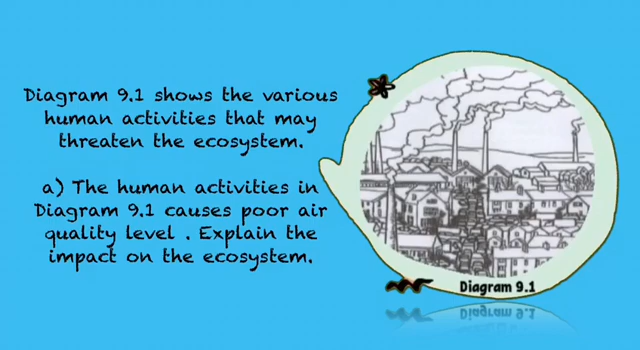 Diagram 9.1 shows the various
human activities that may
threaten the ecosystem.
a) The human activities in
Diagram 9.1 causes poor air
quality level . Explain the
impact on the ecosystem.
Diagram 9.1